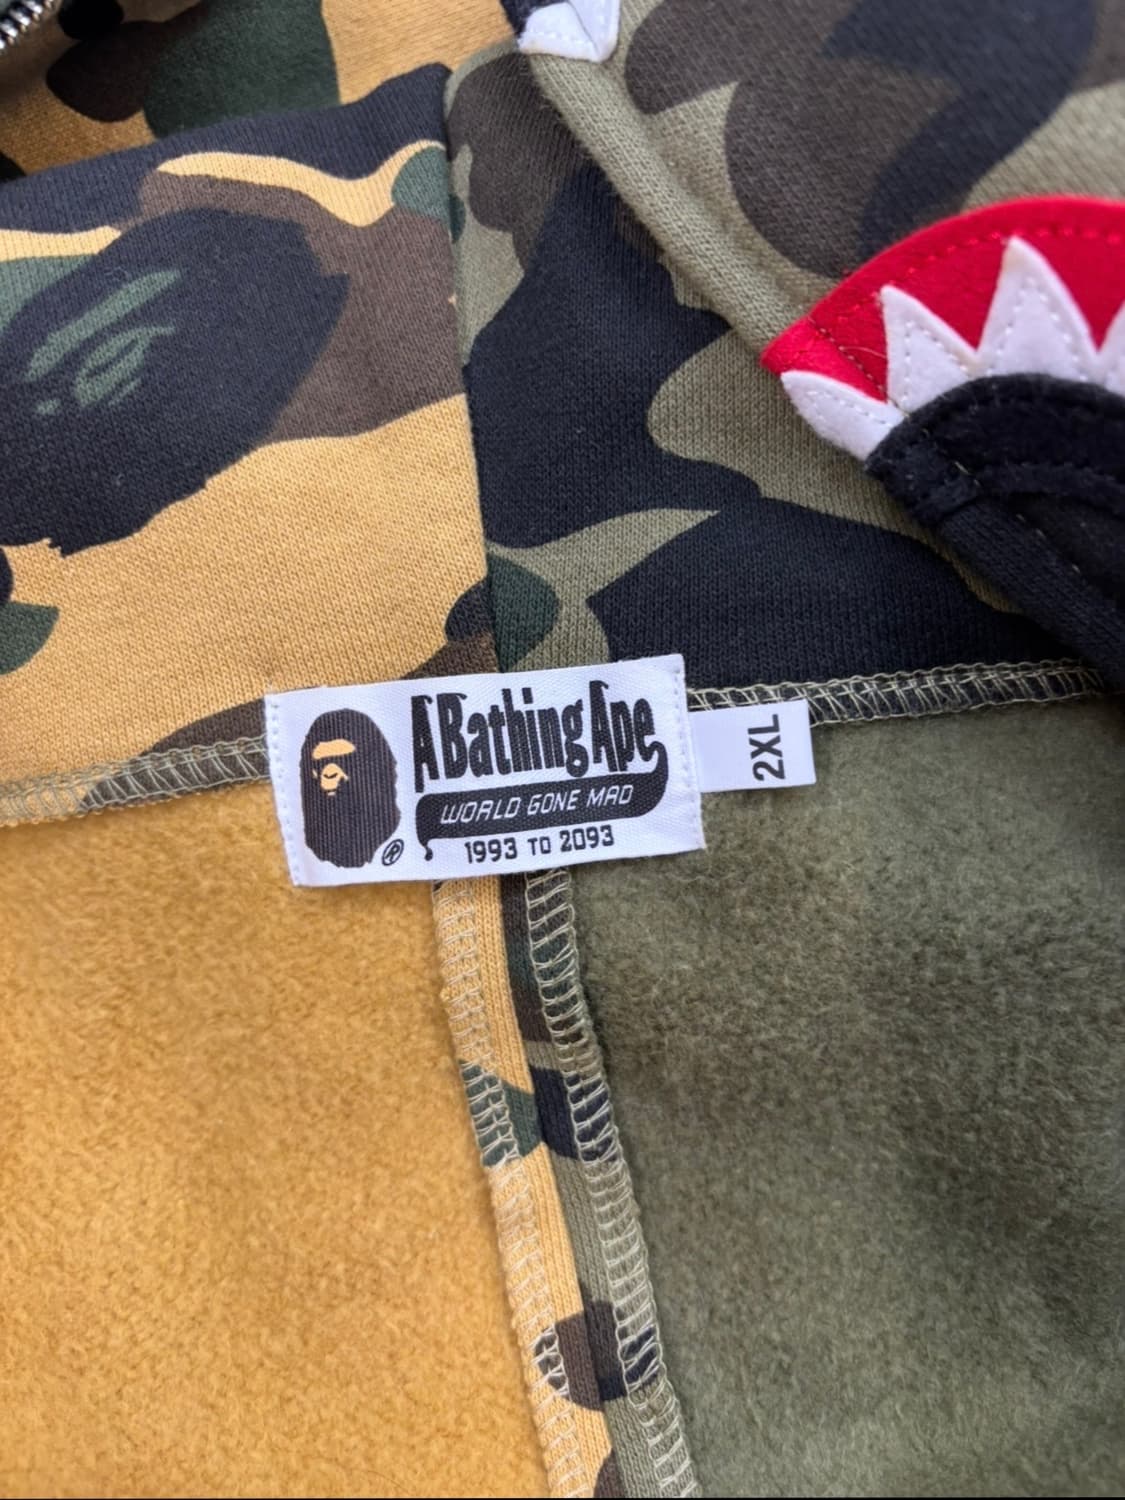 A Bathing Ape
WORLD GONE MAD
1993 TO 2093
®
2XL